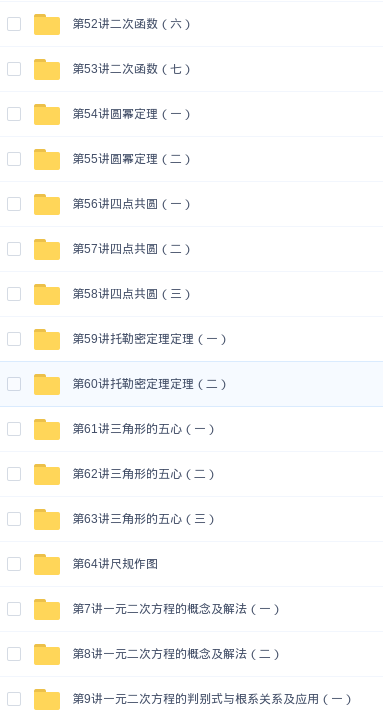 第52讲二次函数（六）
第53讲二次函数（七）
第54讲圆幂定理（一）
第55讲圆幂定理（二）
第56讲四点共圆（一）
第57讲四点共圆（二）
第58讲四点共圆（三）
第59讲托勒密定理定理（一）
第60讲托勒密定理定理（二）
第61讲三角形的五心（一）
第62讲三角形的五心（二）
第63讲三角形的五心（三）
第64讲尺规作图
第7讲一元二次方程的概念及解法（一）
第8讲一元二次方程的概念及解法（二）
第9讲一元二次方程的判别式与根系关系及应用（一）